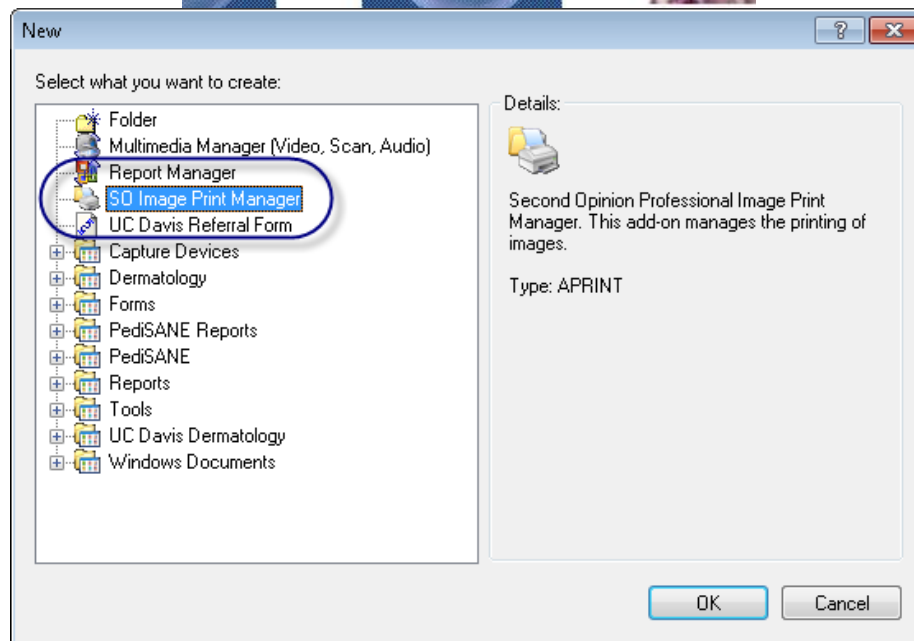 New
Select what you want to create:
Folder
Multimedia Manager (Video, Scan, Audio)
Report Manager
SO Image Print Manager
UC Davis Referral Form
Capture Devices
Dermatology
Forms
PediSANE Reports
PediSANE
Reports
Tools
UC Davis Dermatology
Windows Documents
Details:
Second Opinion Professional Image Print
Manager. This add-on manages the printing of
images.
Type: APRINT
OK
Cancel